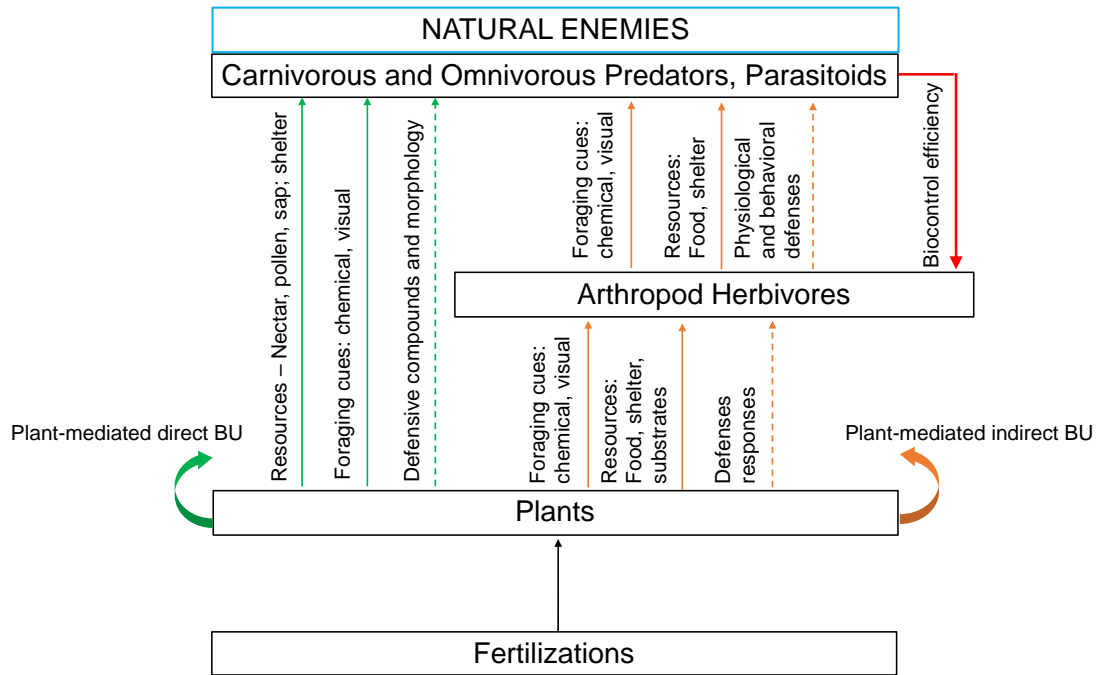 NATURAL ENEMIES
Carnivorous and Omnivorous Predators, Parasitoids
Resources – Nectar, pollen, sap; shelter
Foraging cues: chemical, visual
Defensive compounds and morphology
Foraging cues:
chemical, visual
Resources:
Food, shelter
Physiological
and behavioral
defenses
Biocontrol efficiency
Arthropod Herbivores
Foraging cues:
chemical, visual
Resources:
Food, shelter,
substrates
Defenses
responses
Plant-mediated direct BU
Plant-mediated indirect BU
Plants
Fertilizations